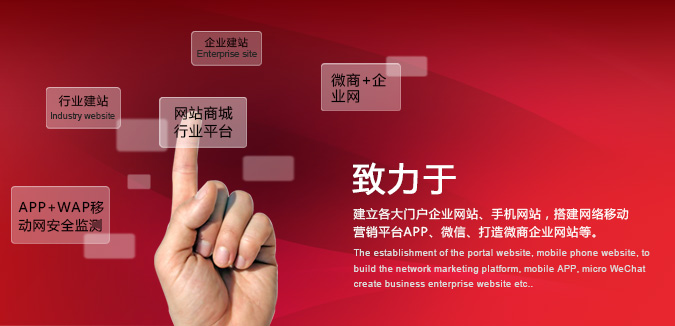 企业建站
Enterprise site
微商+企
业网
行业建站
Industry website
网站商城
行业平台
APP+WAP移
动网安全监测
致力于
建立各大门户企业网站、手机网站，搭建网络移动
营销平台APP、微信、打造微商企业网站等。
The establishment of the portal website, mobile phone website, to
build the network marketing platform, mobile APP, micro WeChat
create business enterprise website etc..